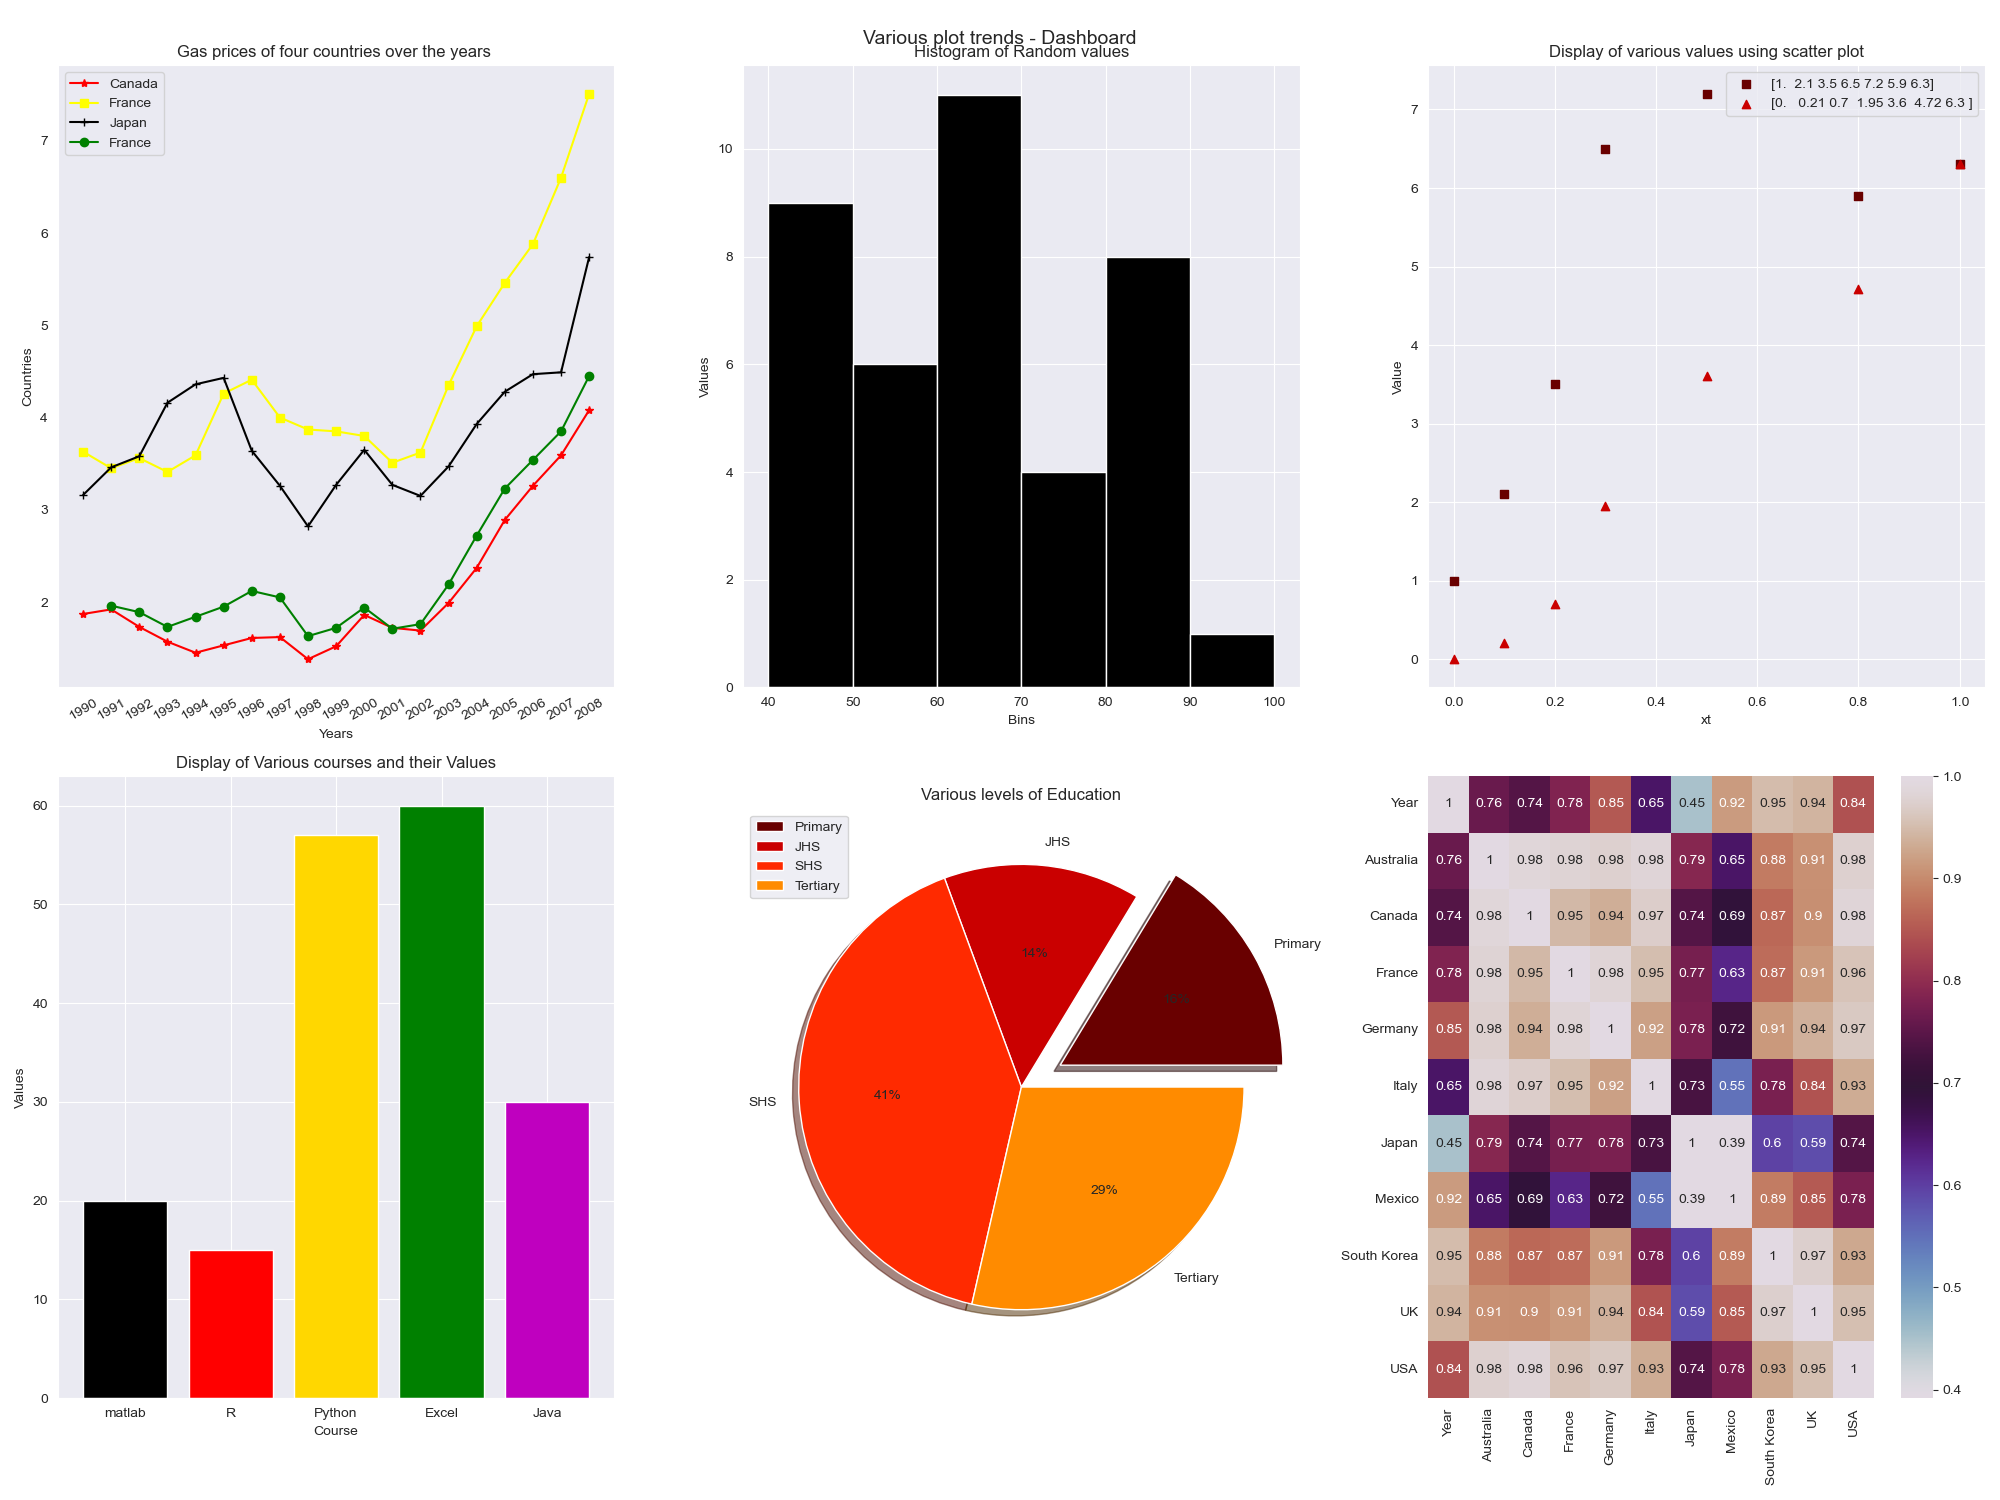 Various plot trends - Dashboard
Gas prices of four countries over the years
Canada
France
Japan
France
7
6
5
4
3
2
Countries
1990 1991 1992 1993 1994 1995 1996 1997 1998 1999 2000 2001 2002 2003 2004 2005 2006 2007 2008
Years
Histogram of Random values
10
8
6
4
2
0
Values
40 50 60 70 80 90 100
Bins
Display of various values using scatter plot
[1. 2.1 3.5 6.5 7.2 5.9 6.3]
[0. 0.21 0.7 1.95 3.6 4.72 6.3 ]
7
6
5
4
3
2
1
0
Value
0.0 0.2 0.4 0.6 0.8 1.0
xt
Display of Various courses and their Values
60
50
40
30
20
10
0
Values
matlab R Python Excel Java
Course
Various levels of Education
Primary
JHS
SHS
Tertiary
JHS
Primary
14%
SHS
41%
29%
Tertiary
Year 1 0.76 0.74 0.78 0.85 0.65 0.45 0.92 0.95 0.94 0.84
Australia 0.76 1 0.98 0.98 0.98 0.98 0.79 0.65 0.88 0.91 0.98
Canada 0.74 0.98 1 0.95 0.94 0.97 0.74 0.69 0.87 0.9 0.98
France 0.78 0.98 0.95 1 0.98 0.95 0.77 0.63 0.87 0.91 0.96
Germany 0.85 0.98 0.94 0.98 1 0.92 0.78 0.72 0.91 0.94 0.97
Italy 0.65 0.98 0.97 0.95 0.92 1 0.73 0.55 0.78 0.84 0.93
Japan 0.45 0.79 0.74 0.77 0.78 0.73 1 0.39 0.6 0.59 0.74
Mexico 0.92 0.65 0.69 0.63 0.72 0.55 0.39 1 0.89 0.85 0.78
South Korea 0.95 0.88 0.87 0.87 0.91 0.78 0.6 0.89 1 0.97 0.93
UK 0.94 0.91 0.9 0.91 0.94 0.84 0.59 0.85 0.97 1 0.95
USA 0.84 0.98 0.98 0.96 0.97 0.93 0.74 0.78 0.93 0.95 1
Year Australia Canada France Germany Italy Japan Mexico South Korea UK USA
1.0
0.9
0.8
0.7
0.6
0.5
0.4